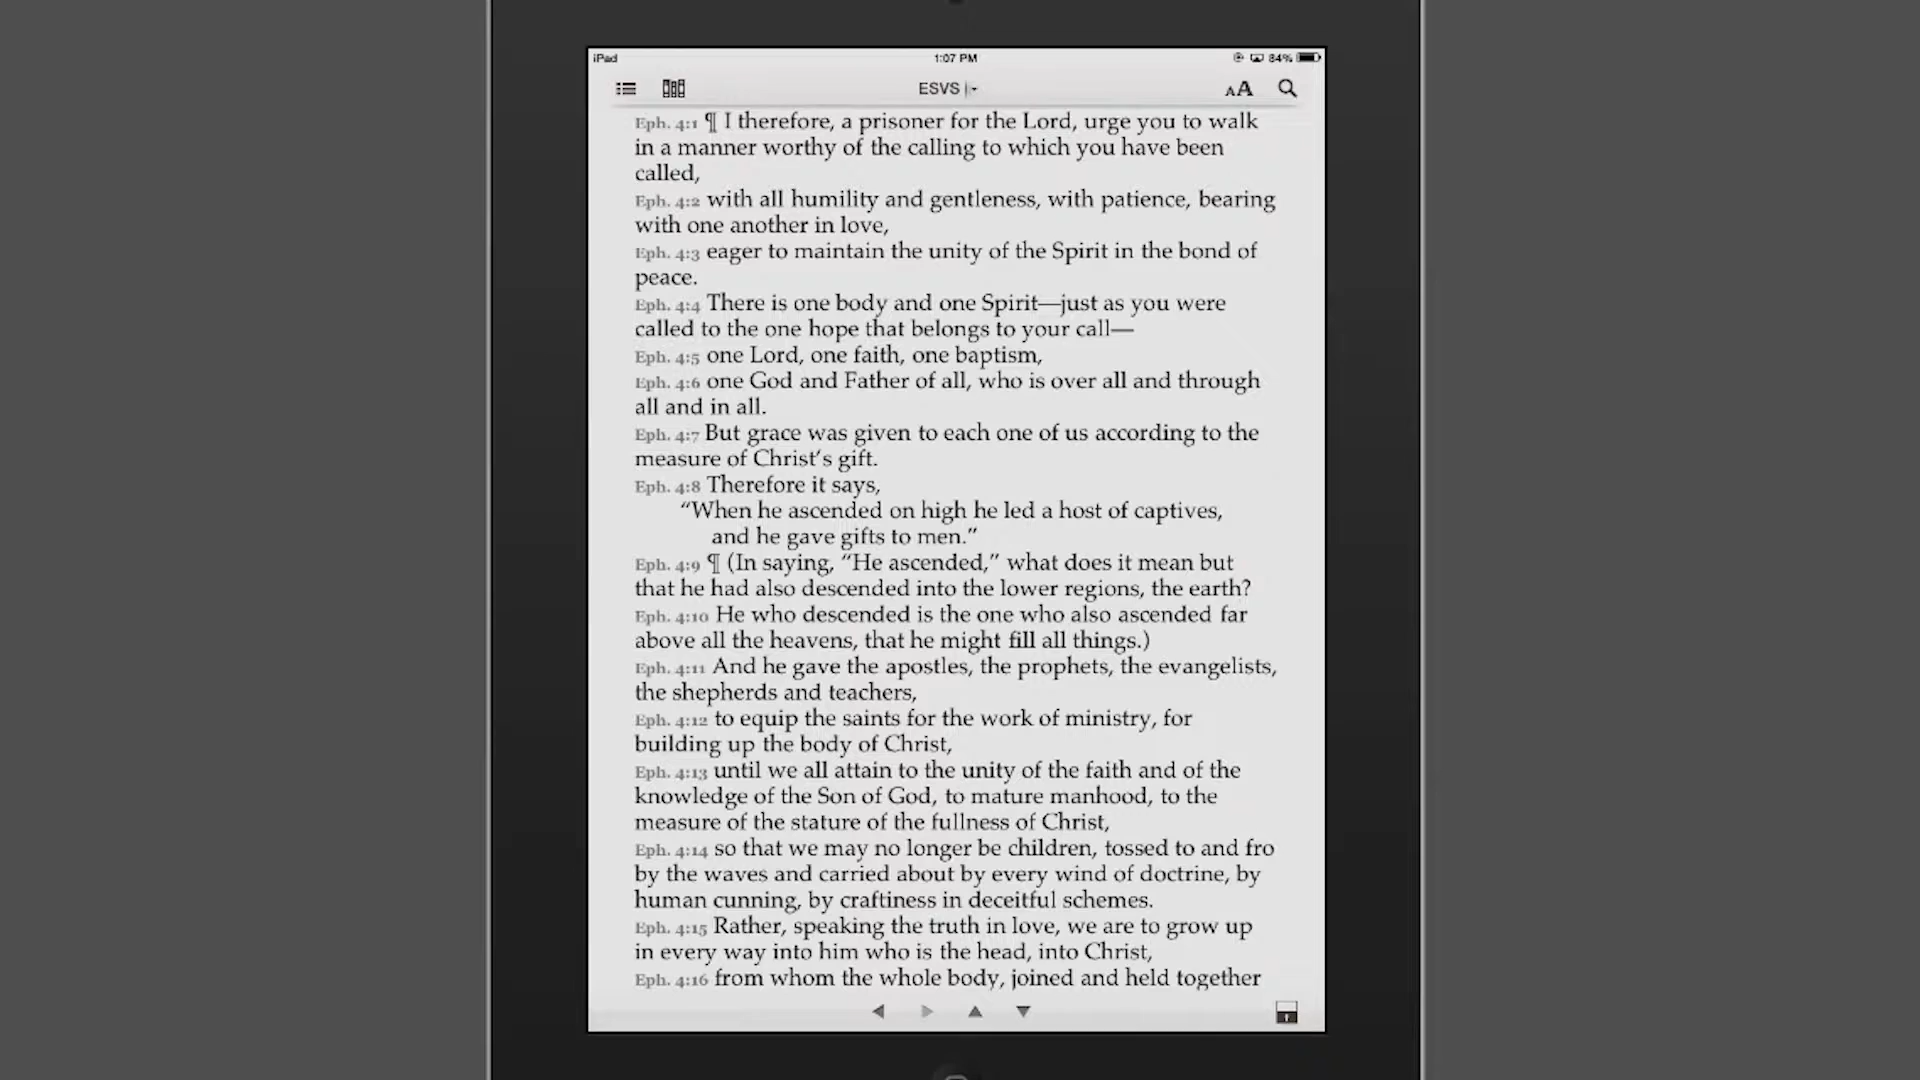 iPad 1:07 PM 84%
ESVS
AA
Eph. 4:1 ¶ I therefore, a prisoner for the Lord, urge you to walk
in a manner worthy of the calling to which you have been
called,
Eph. 4:2 with all humility and gentleness, with patience, bearing
with one another in love,
Eph. 4:3 eager to maintain the unity of the Spirit in the bond of
peace.
Eph. 4:4 There is one body and one Spirit—just as you were
called to the one hope that belongs to your call—
Eph. 4:5 one Lord, one faith, one baptism,
Eph. 4:6 one God and Father of all, who is over all and through
all and in all.
Eph. 4:7 But grace was given to each one of us according to the
measure of Christ’s gift.
Eph. 4:8 Therefore it says,
“When he ascended on high he led a host of captives,
and he gave gifts to men.”
Eph. 4:9 ¶ (In saying, “He ascended,” what does it mean but
that he had also descended into the lower regions, the earth?
Eph. 4:10 He who descended is the one who also ascended far
above all the heavens, that he might fill all things.)
Eph. 4:11 And he gave the apostles, the prophets, the evangelists,
the shepherds and teachers,
Eph. 4:12 to equip the saints for the work of ministry, for
building up the body of Christ,
Eph. 4:13 until we all attain to the unity of the faith and of the
knowledge of the Son of God, to mature manhood, to the
measure of the stature of the fullness of Christ,
Eph. 4:14 so that we may no longer be children, tossed to and fro
by the waves and carried about by every wind of doctrine, by
human cunning, by craftiness in deceitful schemes.
Eph. 4:15 Rather, speaking the truth in love, we are to grow up
in every way into him who is the head, into Christ,
Eph. 4:16 from whom the whole body, joined and held together